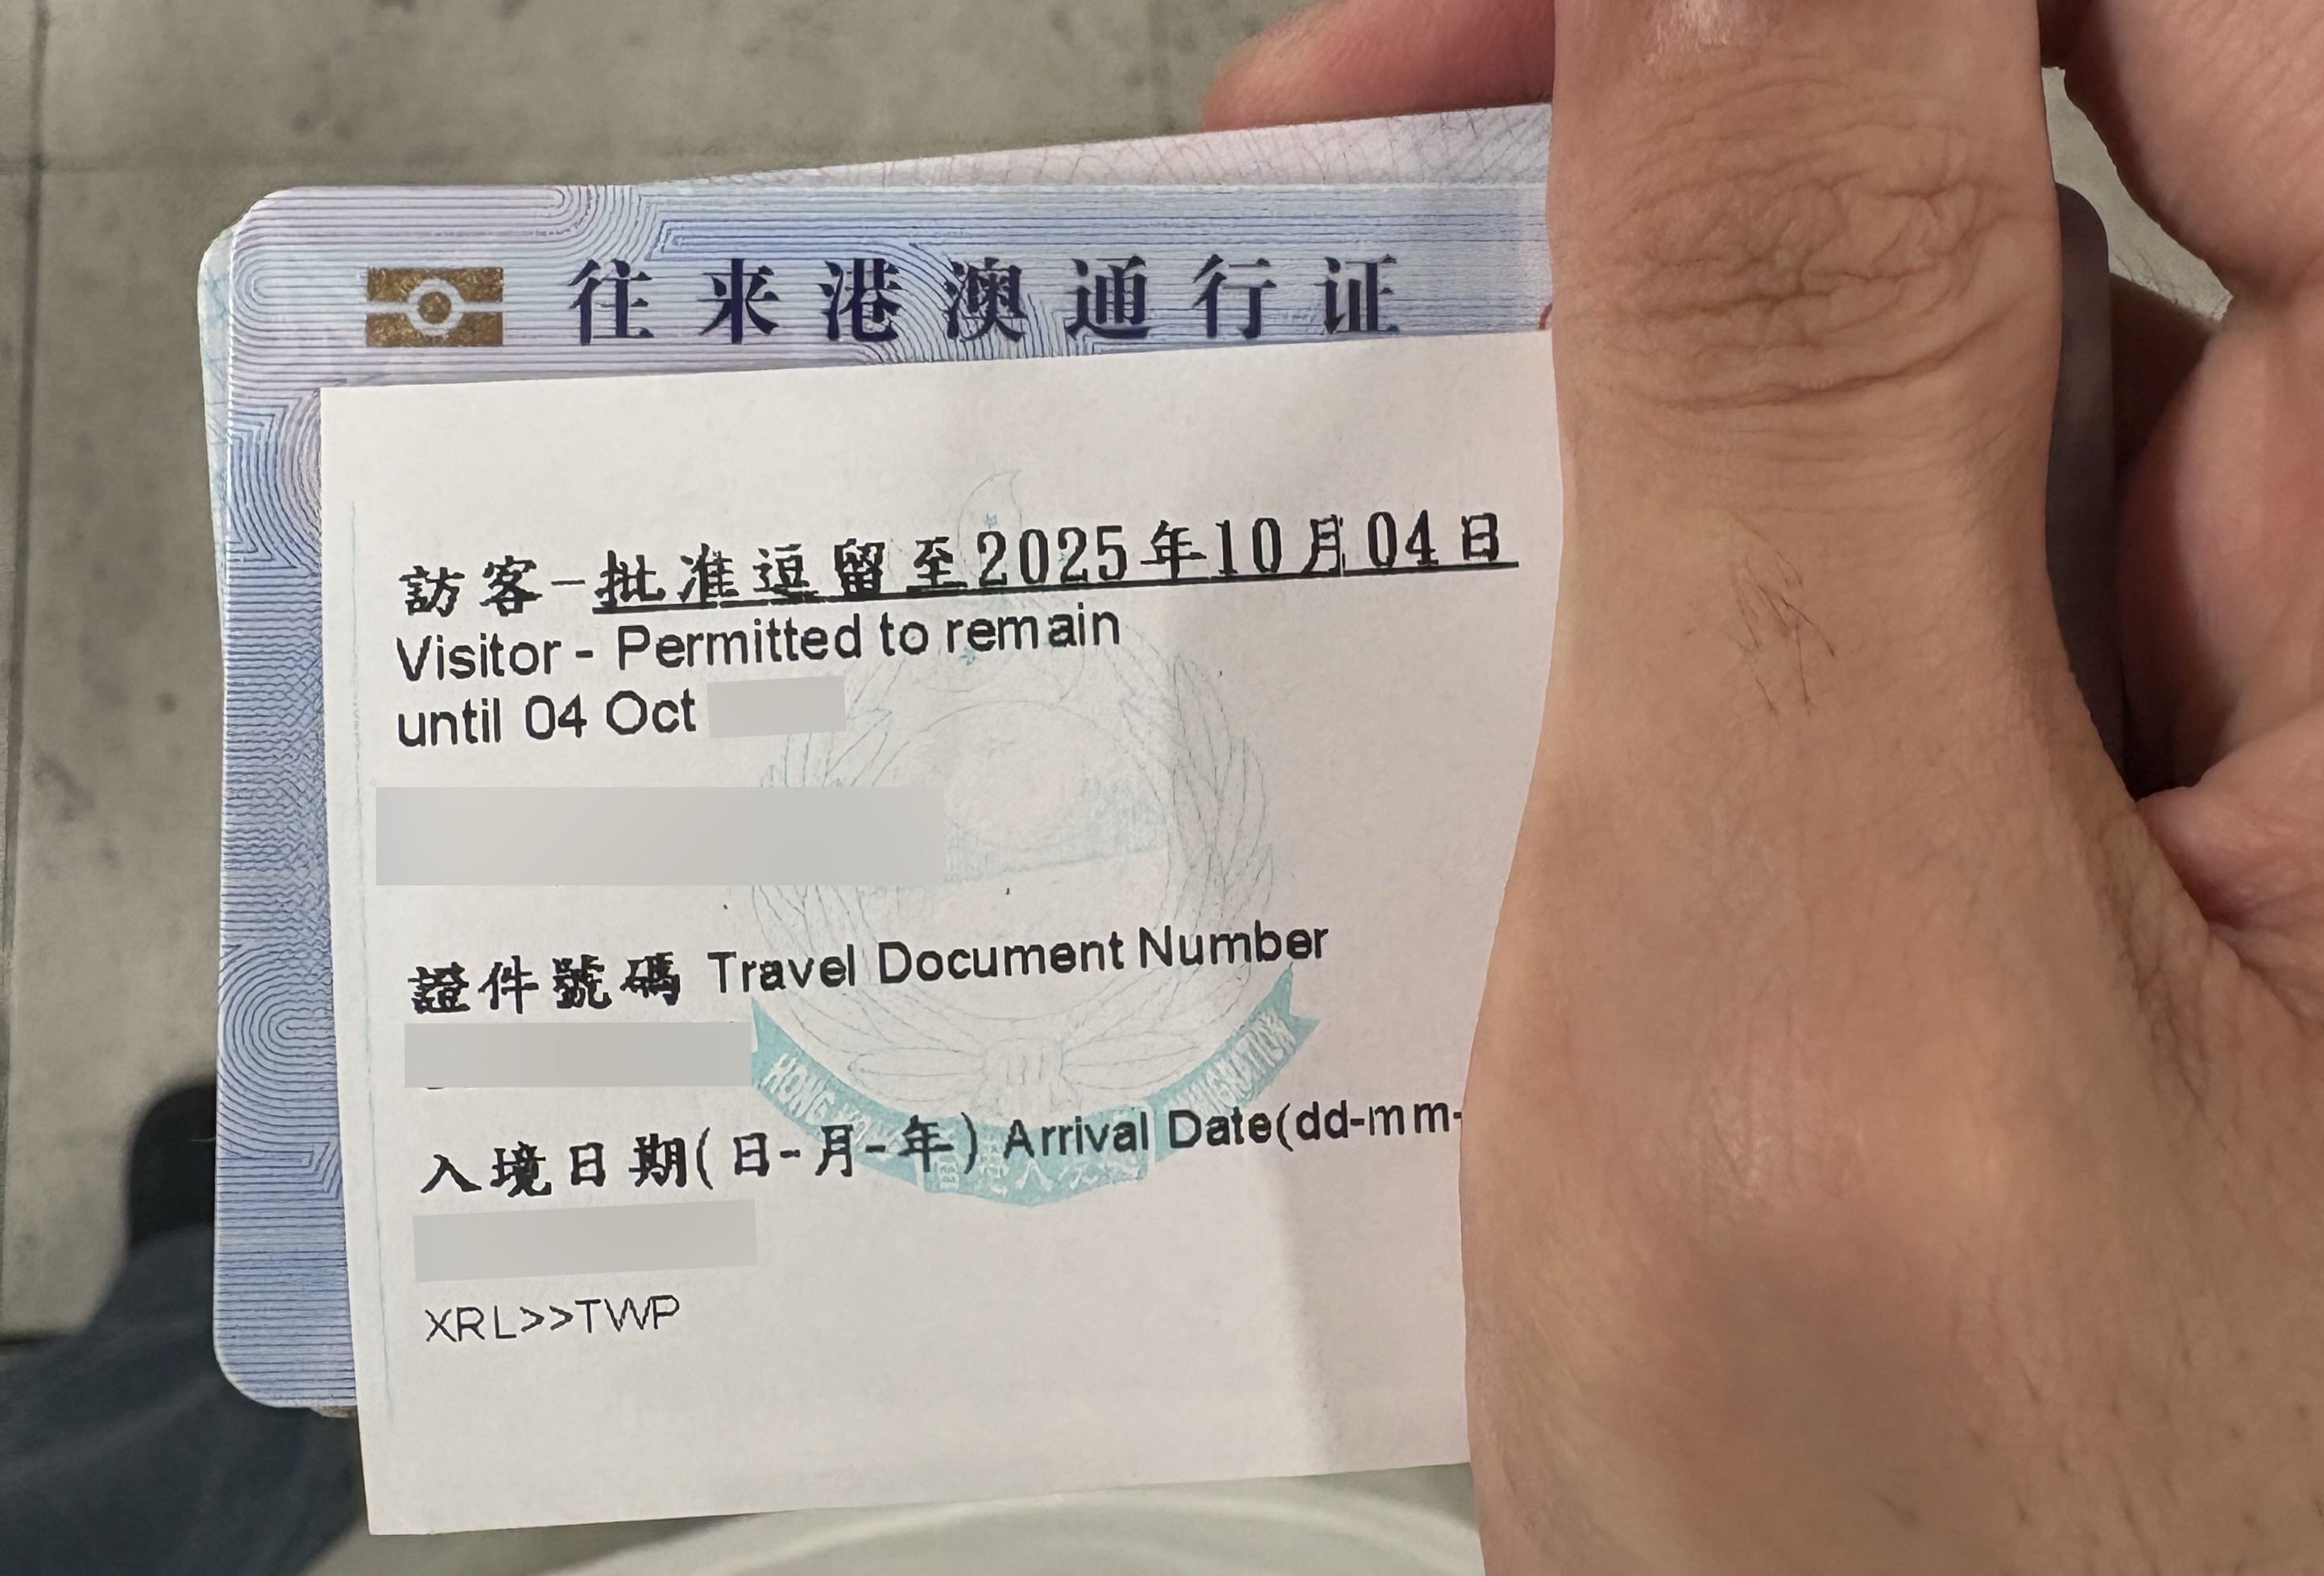 往来港澳通行证
訪客-批准逗留至2025年10月04日
Visitor - Permitted to remain
until 04 Oct
證件號碼 Travel Document Number
HONG IMMIGRATION
入境日期(日-月-年) Arrival Date(dd-mm-
XRL>>TWP